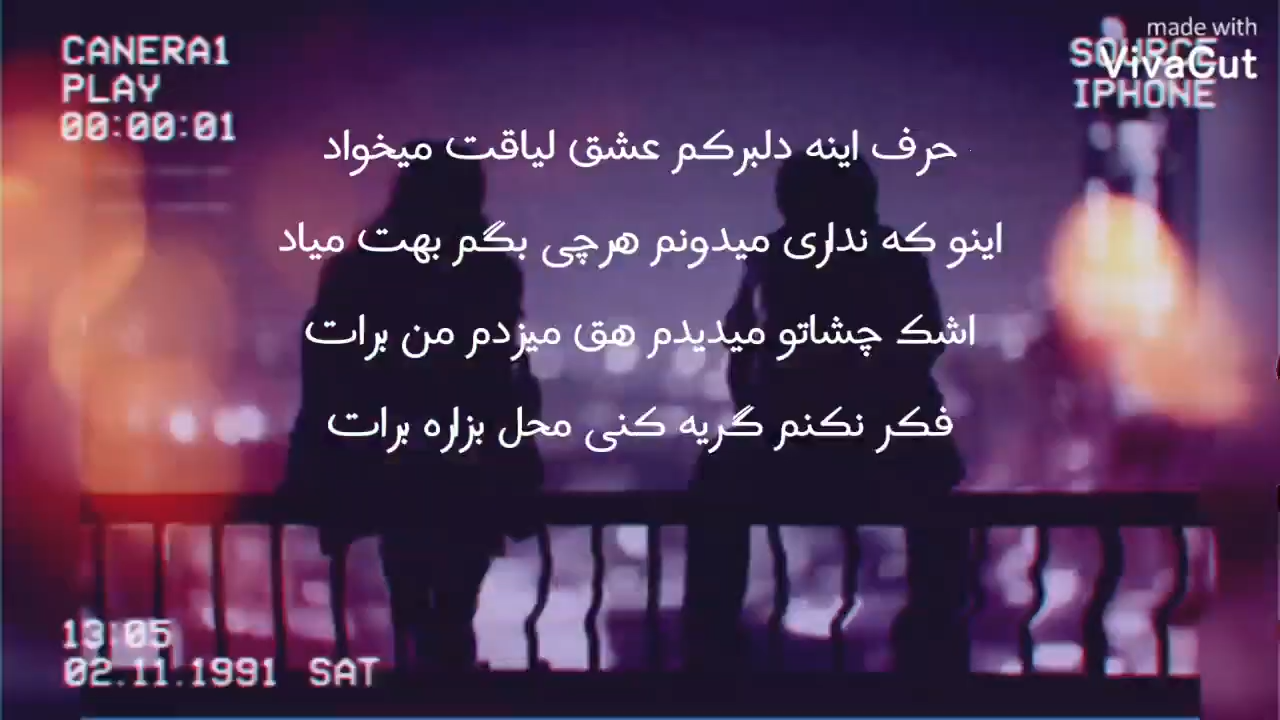 CANERA1
PLAY
00:00:01
SOURCE
IPHONE
made with
VivaCut
حرف اینه دلبرکم عشق لیاقت میخواد
اینو که نداری میدونم هرچی بگم بهت میاد
اشک چشاتو میدیدم هق میزدم من برات
فکر نکنم گریه کنی محل بزاره برات
13:05
02.11.1991 SAT